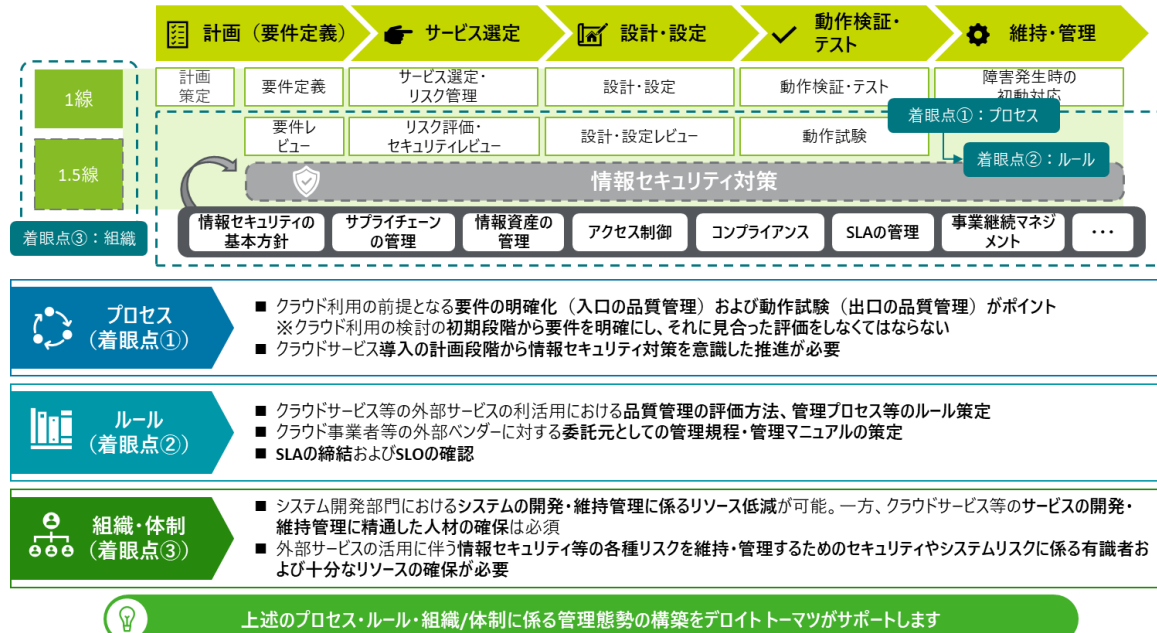 計画（要件定義）
サービス選定
設計・設定
動作検証・
テスト
維持・管理
1線
計画
策定
要件定義
サービス選定・
リスク管理
設計・設定
動作検証・テスト
障害発生時の
初動対応
着眼点①：プロセス
1.5線
要件レ
ビュー
リスク評価・
セキュリティレビュー
設計・設定レビュー
動作試験
着眼点②：ルール
情報セキュリティ対策
着眼点③：組織
情報セキュリティの
基本方針
サプライチェーン
の管理
情報資産の
管理
アクセス制御
コンプライアンス
SLAの管理
事業継続マネジ
メント
･･･
プロセス
（着眼点①）
■ クラウド利用の前提となる要件の明確化（入口の品質管理）および動作試験（出口の品質管理）がポイント
※クラウド利用の検討の初期段階から要件を明確にし、それに見合った評価をしなくてはならない
■ クラウドサービス導入の計画段階から情報セキュリティ対策を意識した推進が必要
ルール
（着眼点②）
■ クラウドサービス等の外部サービスの利活用における品質管理の評価方法、管理プロセス等のルール策定
■ クラウド事業者等の外部ベンダーに対する委託元としての管理規程・管理マニュアルの策定
■ SLAの締結およびSLOの確認
組織・体制
（着眼点③）
■ システム開発部門におけるシステムの開発・維持管理に係るリソース低減が可能。一方、クラウドサービス等のサービスの開発・
維持管理に精通した人材の確保は必須
■ 外部サービスの活用に伴う情報セキュリティ等の各種リスクを維持・管理するためのセキュリティやシステムリスクに係る有識者お
よび十分なリソースの確保が必要
上述のプロセス・ルール・組織/体制に係る管理態勢の構築をデロイト トーマツがサポートします